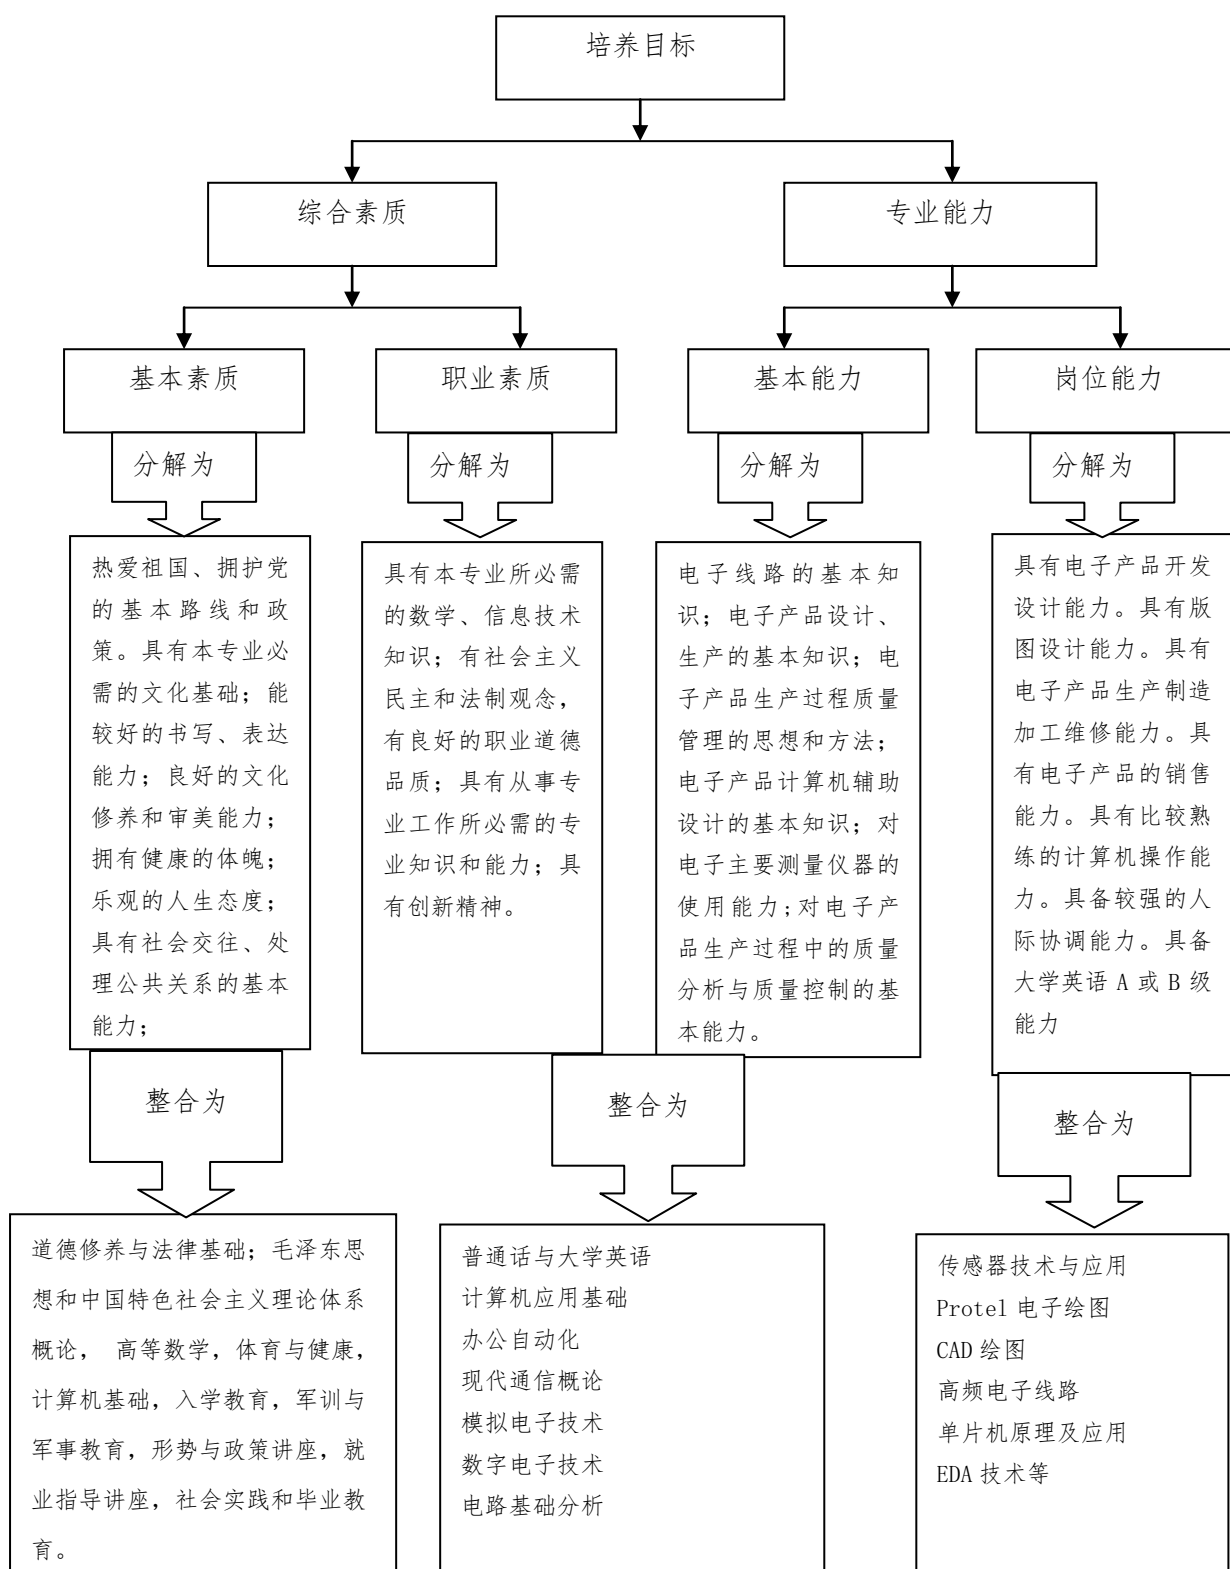 培养目标
综合素质
专业能力
基本素质
职业素质
基本能力
岗位能力
分解为
分解为
分解为
分解为
热爱祖国、拥护党
的基本路线和政
策。具有本专业必
需的文化基础；能
较好的书写、表达
能力；良好的文化
修养和审美能力；
拥有健康的体魄；
乐观的人生态度；
具有社会交往、处
理公共关系的基本
能力；
具有本专业所必需
的数学、信息技术
知识；有社会主义
民主和法制观念，
有良好的职业道德
品质；具有从事专
业工作所必需的专
业知识和能力；具
有创新精神。
电子线路的基本知
识；电子产品设计、
生产的基本知识；电
子产品生产过程质量
管理的思想和方法；
电子产品计算机辅助
设计的基本知识；对
电子主要测量仪器的
使用能力;对电子产
品生产过程中的质量
分析与质量控制的基
本能力。
具有电子产品开发
设计能力。具有版
图设计能力。具有
电子产品生产制造
加工维修能力。具
有电子产品的销售
能力。具有比较熟
练的计算机操作能
力。具备较强的人
际协调能力。具备
大学英语 A 或 B 级
能力
整合为
整合为
整合为
道德修养与法律基础；毛泽东思
想和中国特色社会主义理论体系
概论， 高等数学，体育与健康，
计算机基础，入学教育，军训与
军事教育，形势与政策讲座，就
业指导讲座，社会实践和毕业教
育。
普通话与大学英语
计算机应用基础
办公自动化
现代通信概论
模拟电子技术
数字电子技术
电路基础分析
传感器技术与应用
Protel 电子绘图
CAD 绘图
高频电子线路
单片机原理及应用
EDA 技术等